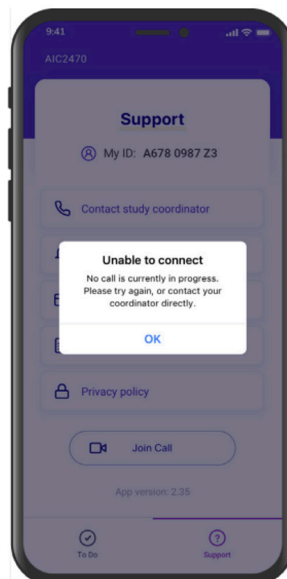 9:41
AIC2470
Support
My ID: A678 0987 Z3
Contact study coordinator
Unable to connect
No call is currently in progress.
Please try again, or contact your
coordinator directly.
OK
Privacy policy
Join Call
App version: 2.35
To Do
Support